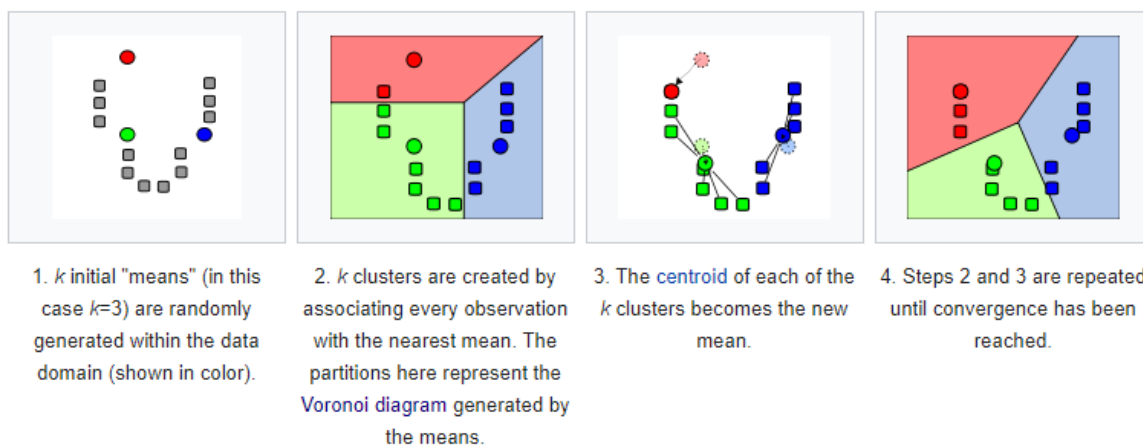 1. k initial "means" (in this
case k=3) are randomly
generated within the data
domain (shown in color).
2. k clusters are created by
associating every observation
with the nearest mean. The
partitions here represent the
Voronoi diagram generated by
the means.
3. The centroid of each of the
k clusters becomes the new
mean.
4. Steps 2 and 3 are repeated
until convergence has been
reached.